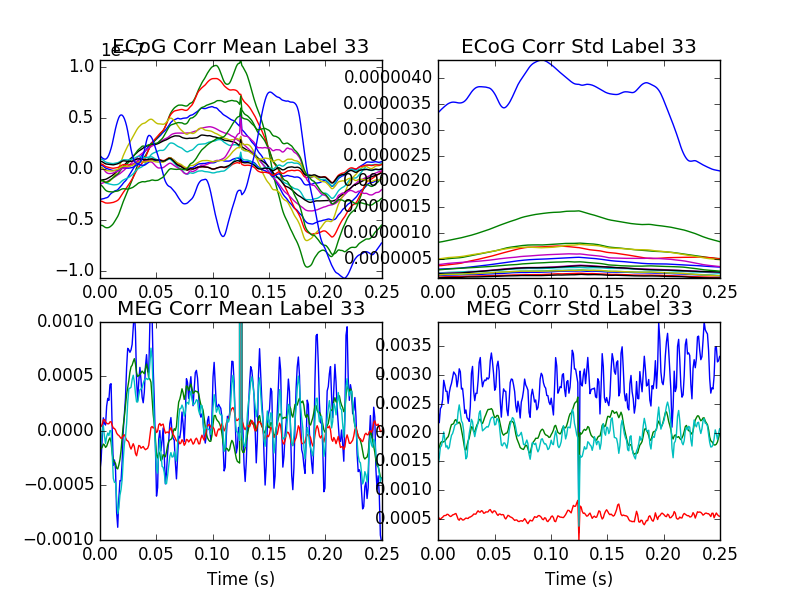 ECoG Corr Mean Label 33
1e−7
1.0
0.5
0.0
−0.5
−1.0
0.00 0.05 0.10 0.15 0.20 0.25
ECoG Corr Std Label 33
0.0000040
0.0000035
0.0000030
0.0000025
0.0000020
0.0000015
0.0000010
0.0000005
0.00 0.05 0.10 0.15 0.20 0.25
MEG Corr Mean Label 33
0.0010
0.0005
0.0000
−0.0005
−0.0010
0.00 0.05 0.10 0.15 0.20 0.25
Time (s)
MEG Corr Std Label 33
0.0035
0.0030
0.0025
0.0020
0.0015
0.0010
0.0005
0.00 0.05 0.10 0.15 0.20 0.25
Time (s)